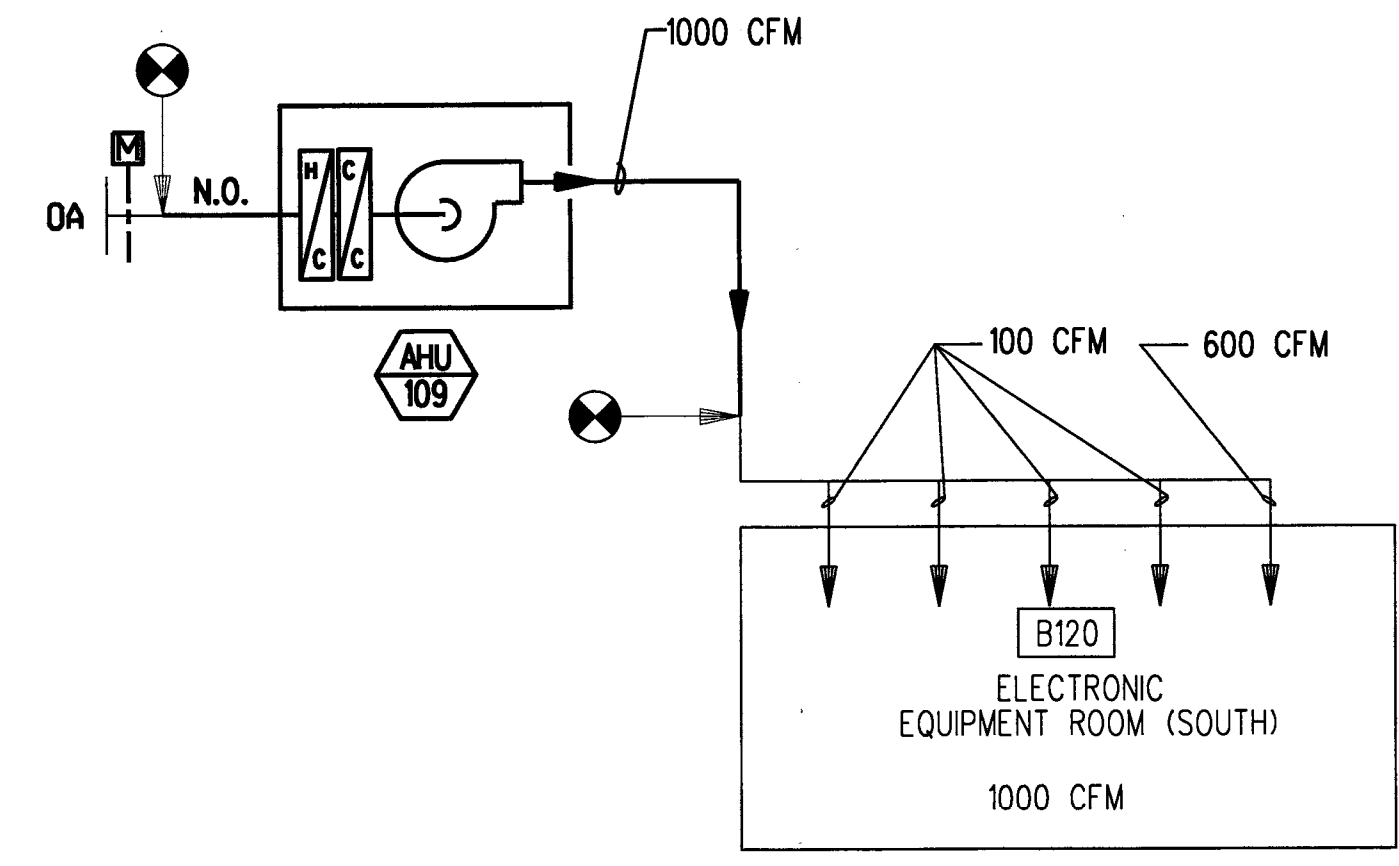 1000 CFM
M
N.O.
OA
H
C
C
C
AHU
109
100 CFM
600 CFM
B120
ELECTRONIC
EQUIPMENT ROOM (SOUTH)
1000 CFM